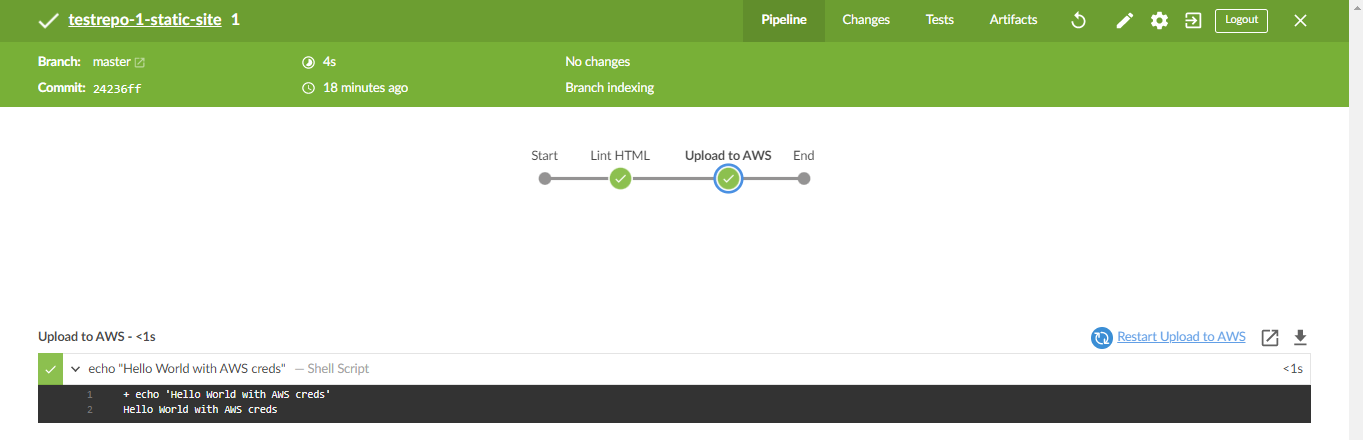 testrepo-1-static-site 1 Pipeline Changes Tests Artifacts Logout
Branch: master 4s No changes
Commit: 24236ff 18 minutes ago Branch indexing
Start Lint HTML Upload to AWS End
Upload to AWS - <1s Restart Upload to AWS
echo "Hello World with AWS creds" — Shell Script <1s
1 + echo 'Hello World with AWS creds'
2 Hello World with AWS creds